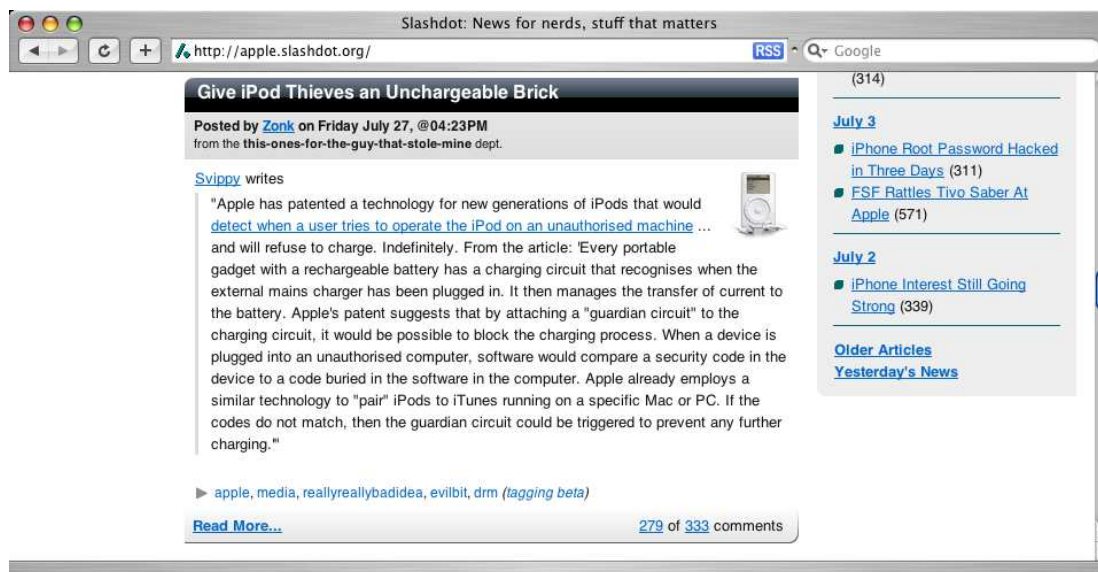 Slashdot: News for nerds, stuff that matters
http://apple.slashdot.org/
RSS
Google
Give iPod Thieves an Unchargeable Brick
Posted by Zonk on Friday July 27, @04:23PM
from the this-ones-for-the-guy-that-stole-mine dept.
Svippy writes
"Apple has patented a technology for new generations of iPods that would
detect when a user tries to operate the iPod on an unauthorised machine ...
and will refuse to charge. Indefinitely. From the article: 'Every portable
gadget with a rechargeable battery has a charging circuit that recognises when the
external mains charger has been plugged in. It then manages the transfer of current to
the battery. Apple's patent suggests that by attaching a "guardian circuit" to the
charging circuit, it would be possible to block the charging process. When a device is
plugged into an unauthorised computer, software would compare a security code in the
device to a code buried in the software in the computer. Apple already employs a
similar technology to "pair" iPods to iTunes running on a specific Mac or PC. If the
codes do not match, then the guardian circuit could be triggered to prevent any further
charging.'"
apple, media, reallyreallybadidea, evilbit, drm (tagging beta)
Read More...
279 of 333 comments
(314)
July 3
iPhone Root Password Hacked
in Three Days (311)
FSF Rattles Tivo Saber At
Apple (571)
July 2
iPhone Interest Still Going
Strong (339)
Older Articles
Yesterday's News